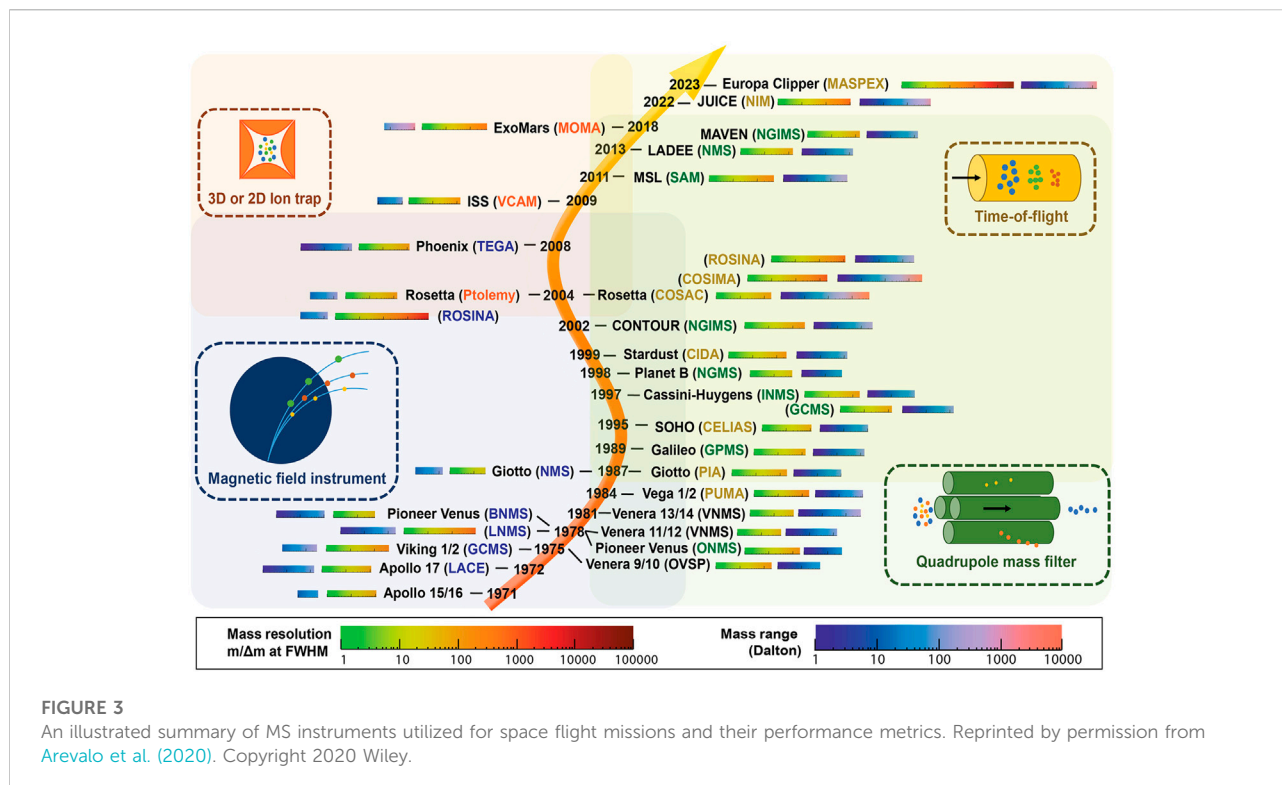 2023 – Europa Clipper (MASPEX)
2022 – JUICE (NIM)
ExoMars (MOMA) – 2018
MAVEN (NGIMS)
2013 – LADEE (NMS)
2011 – MSL (SAM)
3D or 2D Ion trap
Time-of-flight
ISS (VCAM) – 2009
Phoenix (TEGA) – 2008
(ROSINA)
(COSIMA)
Rosetta (Ptolemy) – 2004 – Rosetta (COSAC)
(ROSINA)
2002 – CONTOUR (NGIMS)
1999 – Stardust (CIDA)
1998 – Planet B (NGMS)
1997 – Cassini-Huygens (INMS)
(GCMS)
1995 – SOHO (CELIAS)
1989 – Galileo (GPMS)
Magnetic field instrument
Giotto (NMS) – 1987 – Giotto (PIA)
1984 – Vega 1/2 (PUMA)
Pioneer Venus (BNMS)
1981 – Venera 13/14 (VNMS)
(LNMS) – 1978 – Venera 11/12 (VNMS)
Pioneer Venus (ONMS)
Viking 1/2 (GCMS) – 1975
Venera 9/10 (OVSP)
Quadrupole mass filter
Apollo 17 (LACE) – 1972
Apollo 15/16 – 1971
Mass resolution
m/Δm at FWHM
1 10 100 1000 10000 100000
Mass range
(Dalton)
1 10 100 1000 10000
FIGURE 3
An illustrated summary of MS instruments utilized for space flight missions and their performance metrics. Reprinted by permission from
Arevalo et al. (2020). Copyright 2020 Wiley.